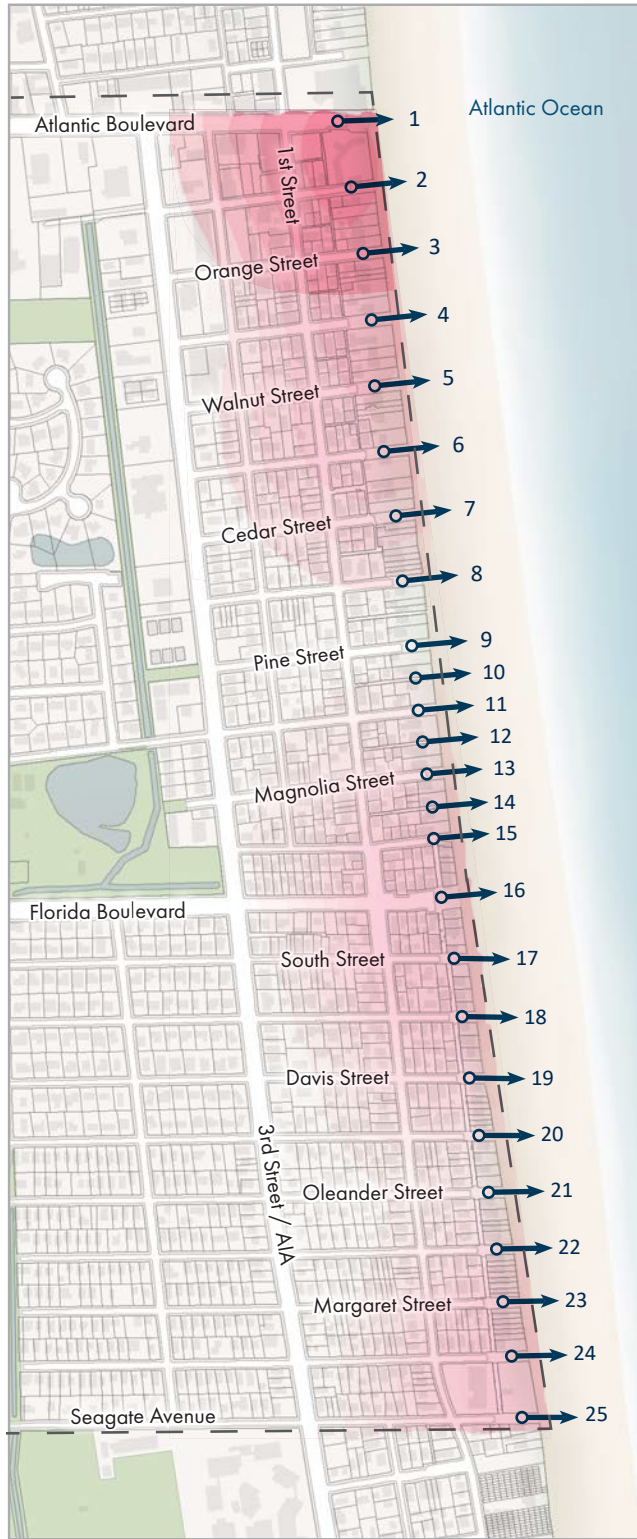 Atlantic Ocean
Atlantic Boulevard
1
1st Street
2
Orange Street
3
4
Walnut Street
5
6
Cedar Street
7
8
Pine Street
9
10
11
12
Magnolia Street
13
14
15
16
Florida Boulevard
South Street
17
18
Davis Street
19
20
3rd Street / AIA
Oleander Street
21
22
Margaret Street
23
24
Seagate Avenue
25